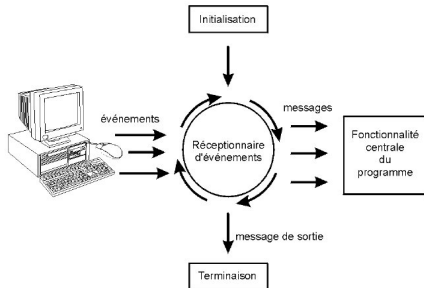 Initialisation
événements
messages
Réceptionnaire
d'événements
Fonctionnalité
centrale
du
programme
message de sortie
Terminaison